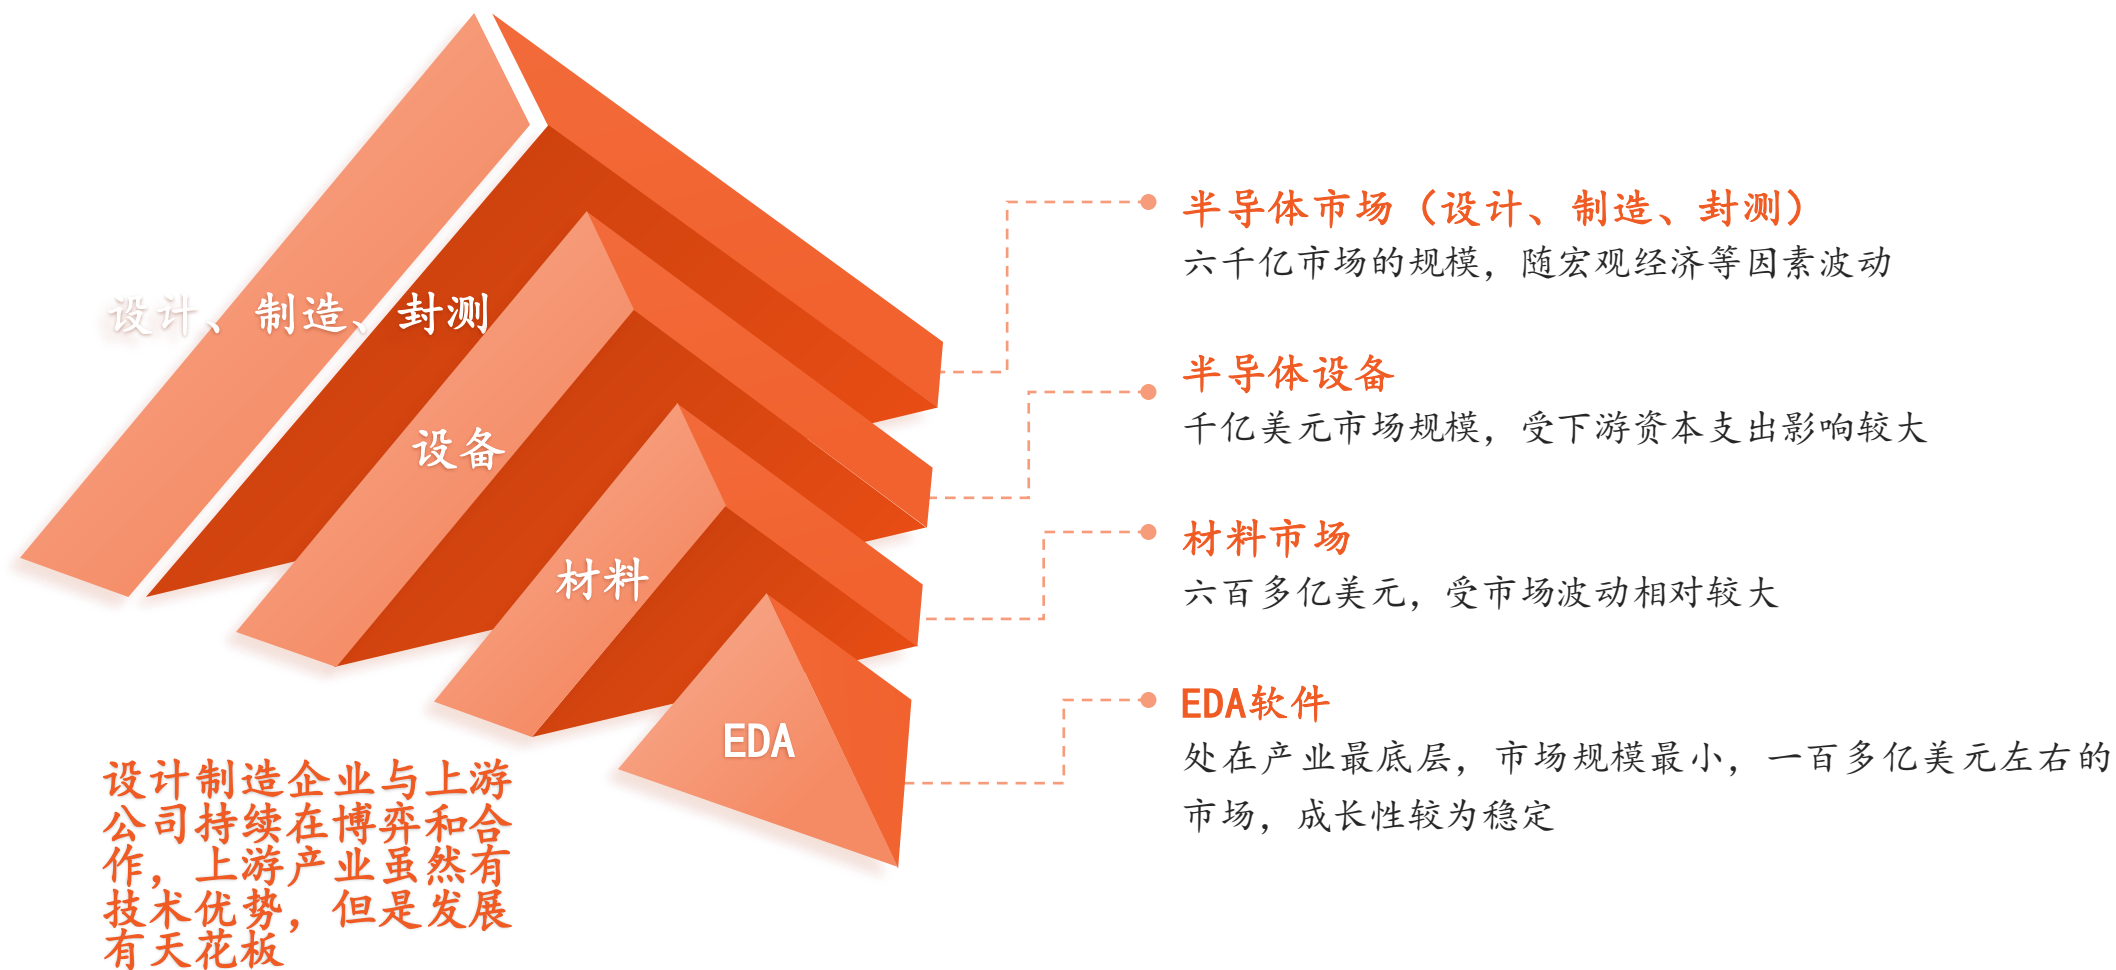 设计、制造、封测
设备
材料
EDA
设计制造企业与上游
公司持续在博弈和合
作，上游产业虽然有
技术优势，但是发展
有天花板
半导体市场（设计、制造、封测）
六千亿市场的规模，随宏观经济等因素波动
半导体设备
千亿美元市场规模，受下游资本支出影响较大
材料市场
六百多亿美元，受市场波动相对较大
EDA软件
处在产业最底层，市场规模最小，一百多亿美元左右的
市场，成长性较为稳定